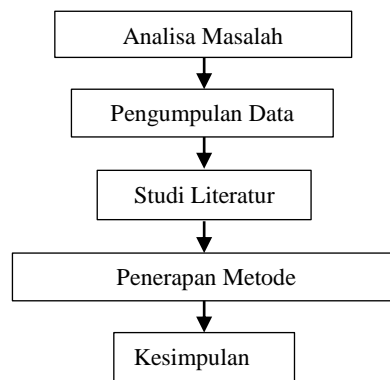 Analisa Masalah
Pengumpulan Data
Studi Literatur
Penerapan Metode
Kesimpulan